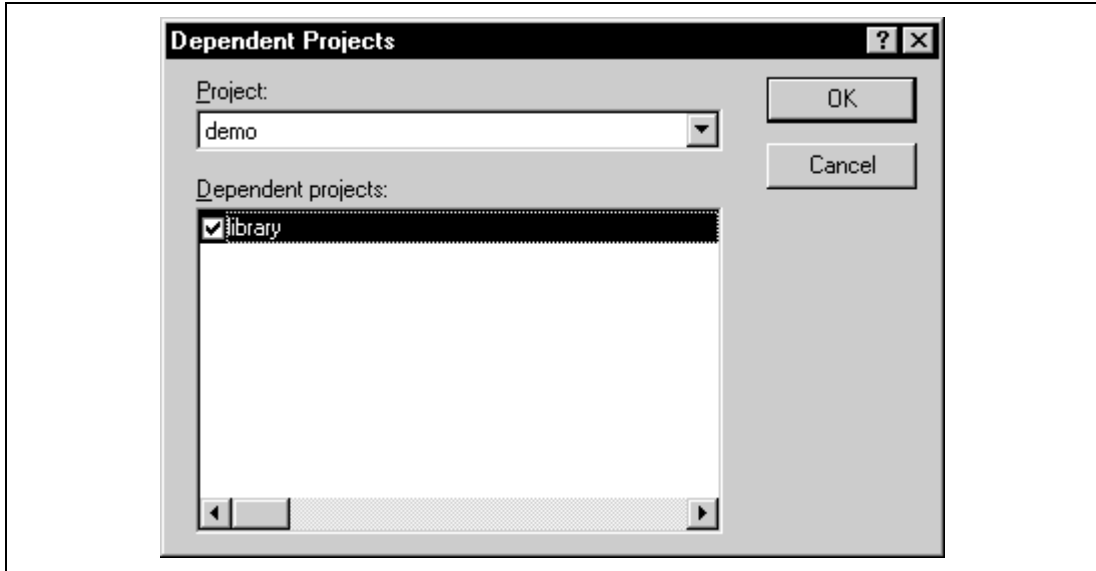 Dependent Projects
Project:
demo
OK
Cancel
Dependent projects:
library